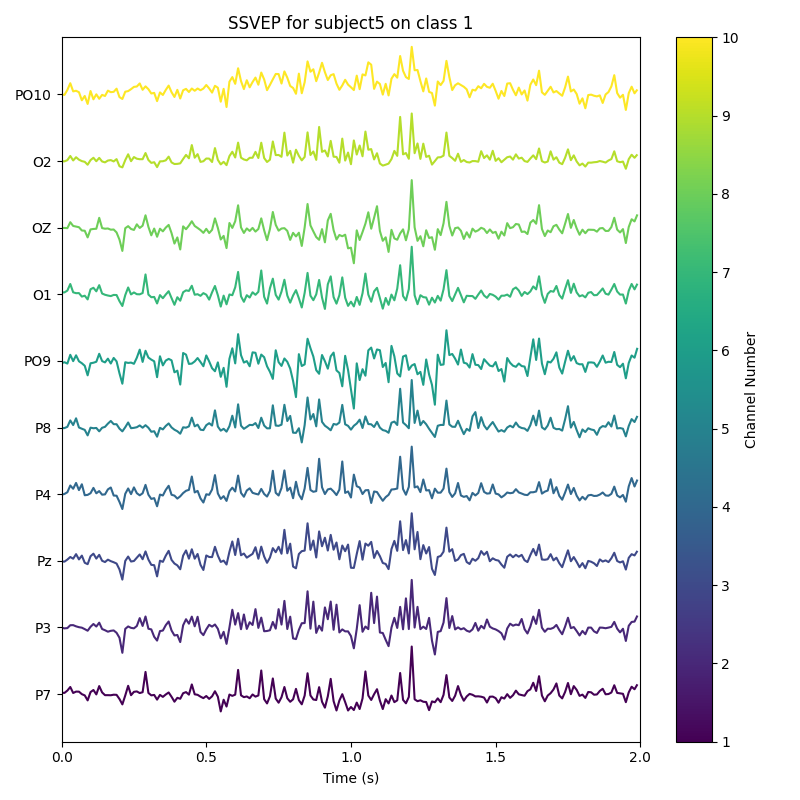 SSVEP for subject5 on class 1
PO10
O2
OZ
O1
PO9
P8
P4
Pz
P3
P7
0.0 0.5 1.0 1.5 2.0
Time (s)
10
9
8
7
6
5
4
3
2
1
Channel Number